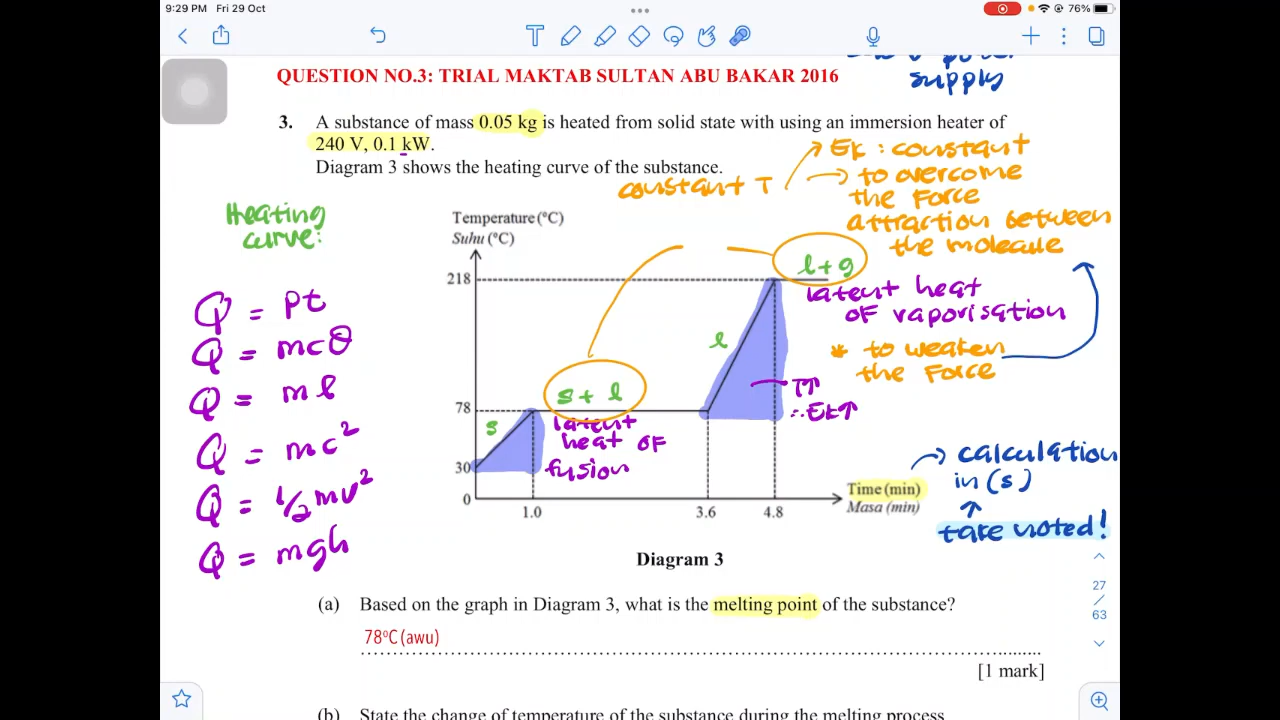 9:29 PM Fri 29 Oct
76%
supply
QUESTION NO.3: TRIAL MAKTAB SULTAN ABU BAKAR 2016
3. A substance of mass 0.05 kg is heated from solid state with using an immersion heater of
240 V, 0.1 kW.
Diagram 3 shows the heating curve of the substance.
constant T
Ek : constant
to overcome
the Force
attraction between
the molecule
Heating
curve:
Temperature (°C)
Suhu (°C)
l + g
218
latent heat
of vaporisation
Q = Pt
Q = mcθ
Q = ml
Q = mc²
Q = ½mv²
Q = mgh
l
* to weaken
the Force
s + l
T↑
∴ Ek↑
78
s
latent
heat of
fusion
30
0
calculation
in (s)
take noted!
Time (min)
Masa (min)
1.0 3.6 4.8
Diagram 3
(a) Based on the graph in Diagram 3, what is the melting point of the substance?
78°C (awu)
[1 mark]
27
/
63
(b) State the change of temperature of the substance during the melting process